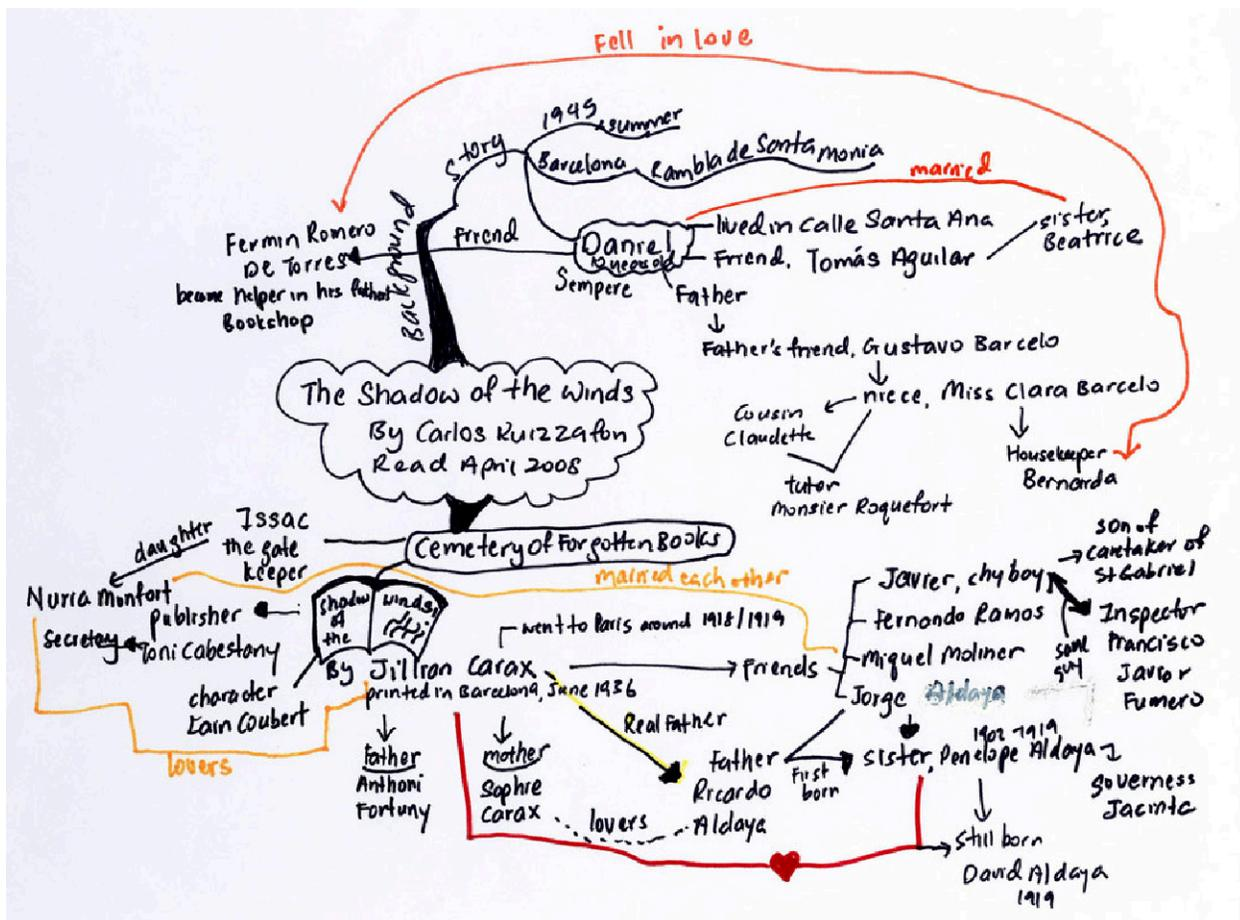 Fell in love
1945 summer
Story
Barcelona Rambla de Santa monia
married
Background
Fermin Romero
De Torres
became helper in his father
Bookchop
Friend
Daniel
Sempere
lived in calle Santa Ana
Friend, Tomás Aguilar
sister,
Beatrice
Father
Father's friend, Gustavo Barcelo
niece, Miss Clara Barcelo
Cousin
Claudette
tutor
Monsier Roquefort
Housekeeper
Bernarda
The Shadow of the Winds
By Carlos Ruizzafon
Read April 2008
Cemetery of Forgotten Books
Issac
the gate
keeper
daughter
Nuria Monfort
Publisher
Secretary
Toni Cabestany
character
Lain Coubert
lovers
married each other
Shadow
of
the
winds
By Jillian Carax
printed in Barcelona, June 1936
went to Paris around 1918/1919
Friends
Javier, chyboy
Fernando Ramos
Miquel Moliner
Jorge Aldaya
son of
caretaker of
St Gabriel
same
guy
Inspector
Francisco
Javier
Fumero
Real Father
Father
Anthoni
Fortuny
mother
Sophie
Carax
lovers
Father
Ricardo
Aldaya
First
born
1902-1919
sister, Penelope Aldaya
Governess
Jacinta
Still born
David Aldaya
1919